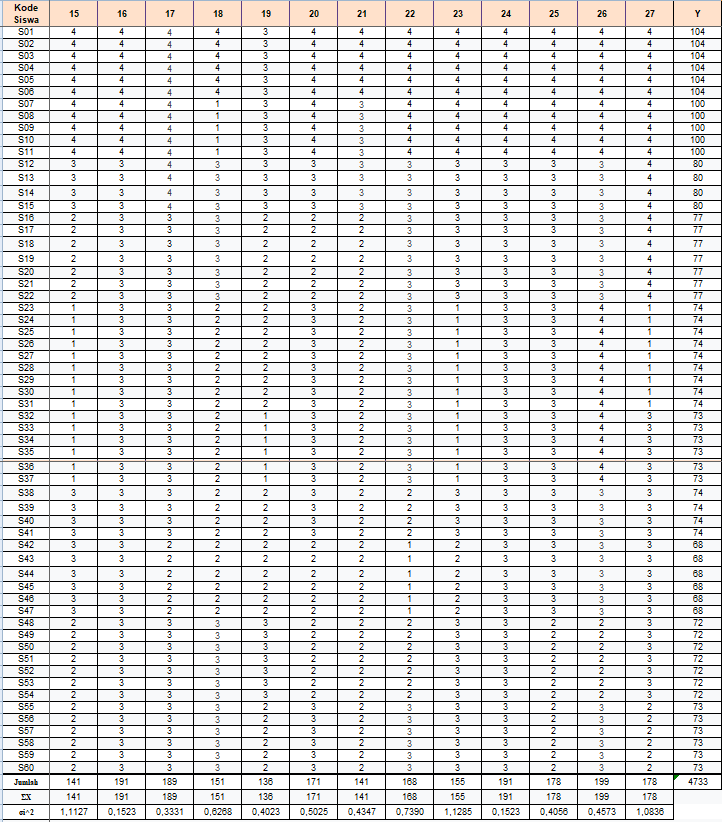 Kode Siswa 15 16 17 18 19 20 21 22 23 24 25 26 27 Y
S01 4 4 4 4 3 4 4 4 4 4 4 4 4 104
S02 4 4 4 4 3 4 4 4 4 4 4 4 4 104
S03 4 4 4 4 3 4 4 4 4 4 4 4 4 104
S04 4 4 4 4 3 4 4 4 4 4 4 4 4 104
S05 4 4 4 4 3 4 4 4 4 4 4 4 4 104
S06 4 4 4 4 3 4 4 4 4 4 4 4 4 104
S07 4 4 4 1 3 4 3 4 4 4 4 4 4 100
S08 4 4 4 1 3 4 3 4 4 4 4 4 4 100
S09 4 4 4 1 3 4 3 4 4 4 4 4 4 100
S10 4 4 4 1 3 4 3 4 4 4 4 4 4 100
S11 4 4 4 1 3 4 3 4 4 4 4 4 4 100
S12 3 3 4 3 3 3 3 3 3 3 3 3 4 80
S13 3 3 4 3 3 3 3 3 3 3 3 3 4 80
S14 3 3 4 3 3 3 3 3 3 3 3 3 4 80
S15 3 3 4 3 3 3 3 3 3 3 3 3 4 80
S16 2 3 3 3 2 2 2 3 3 3 3 3 4 77
S17 2 3 3 3 2 2 2 3 3 3 3 3 4 77
S18 2 3 3 3 2 2 2 3 3 3 3 3 4 77
S19 2 3 3 3 2 2 2 3 3 3 3 3 4 77
S20 2 3 3 3 2 2 2 3 3 3 3 3 4 77
S21 2 3 3 3 2 2 2 3 3 3 3 3 4 77
S22 2 3 3 3 2 2 2 3 3 3 3 3 4 77
S23 1 3 3 2 2 3 2 3 1 3 3 4 1 74
S24 1 3 3 2 2 3 2 3 1 3 3 4 1 74
S25 1 3 3 2 2 3 2 3 1 3 3 4 1 74
S26 1 3 3 2 2 3 2 3 1 3 3 4 1 74
S27 1 3 3 2 2 3 2 3 1 3 3 4 1 74
S28 1 3 3 2 2 3 2 3 1 3 3 4 1 74
S29 1 3 3 2 2 3 2 3 1 3 3 4 1 74
S30 1 3 3 2 2 3 2 3 1 3 3 4 1 74
S31 1 3 3 2 2 3 2 3 1 3 3 4 1 74
S32 1 3 3 2 1 3 2 3 1 3 3 4 3 73
S33 1 3 3 2 1 3 2 3 1 3 3 4 3 73
S34 1 3 3 2 1 3 2 3 1 3 3 4 3 73
S35 1 3 3 2 1 3 2 3 1 3 3 4 3 73
S36 1 3 3 2 1 3 2 3 1 3 3 4 3 73
S37 1 3 3 2 1 3 2 3 1 3 3 4 3 73
S38 3 3 3 2 2 3 2 2 3 3 3 3 3 74
S39 3 3 3 2 2 3 2 2 3 3 3 3 3 74
S40 3 3 3 2 2 3 2 2 3 3 3 3 3 74
S41 3 3 3 2 2 3 2 2 3 3 3 3 3 74
S42 3 3 2 2 2 2 2 1 2 3 3 3 3 68
S43 3 3 2 2 2 2 2 1 2 3 3 3 3 68
S44 3 3 2 2 2 2 2 1 2 3 3 3 3 68
S45 3 3 2 2 2 2 2 1 2 3 3 3 3 68
S46 3 3 2 2 2 2 2 1 2 3 3 3 3 68
S47 3 3 2 2 2 2 2 1 2 3 3 3 3 68
S48 2 3 3 3 3 2 2 2 3 3 2 2 3 72
S49 2 3 3 3 3 2 2 2 3 3 2 2 3 72
S50 2 3 3 3 3 2 2 2 3 3 2 2 3 72
S51 2 3 3 3 3 2 2 2 3 3 2 2 3 72
S52 2 3 3 3 3 2 2 2 3 3 2 2 3 72
S53 2 3 3 3 3 2 2 2 3 3 2 2 3 72
S54 2 3 3 3 3 2 2 2 3 3 2 2 3 72
S55 2 3 3 3 2 3 2 3 3 3 2 3 2 73
S56 2 3 3 3 2 3 2 3 3 3 2 3 2 73
S57 2 3 3 3 2 3 2 3 3 3 2 3 2 73
S58 2 3 3 3 2 3 2 3 3 3 2 3 2 73
S59 2 3 3 3 2 3 2 3 3 3 2 3 2 73
S60 2 3 3 3 2 3 2 3 3 3 2 3 2 73
Jumlah 141 191 189 151 136 171 141 168 155 191 178 199 178 4733
ΣX 141 191 189 151 136 171 141 168 155 191 178 199 178
σi^2 1,1127 0,1523 0,3331 0,6268 0,4023 0,5025 0,4347 0,7390 1,1285 0,1523 0,4056 0,4573 1,0836